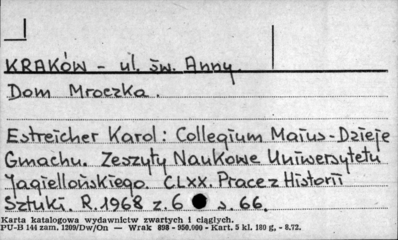 KRAKÓW - ul. św. Anny.
Dom Mroczka.
Estreicher Karol: Collegium Maius-Dzieje
Gmachu. Zeszyty Naukowe Uniwersytetu
Jagiellońskiego. CLXX. Prace z Historii
Sztuki. R.1968 z.6 s.66.
Karta katalogowa wydawnictw zwartych i ciągłych.
PU-B 144 zam. 1209/Dw/On — Wrak 898 - 950.000 - Kart. 5 kl. 180 g, - 8.72.